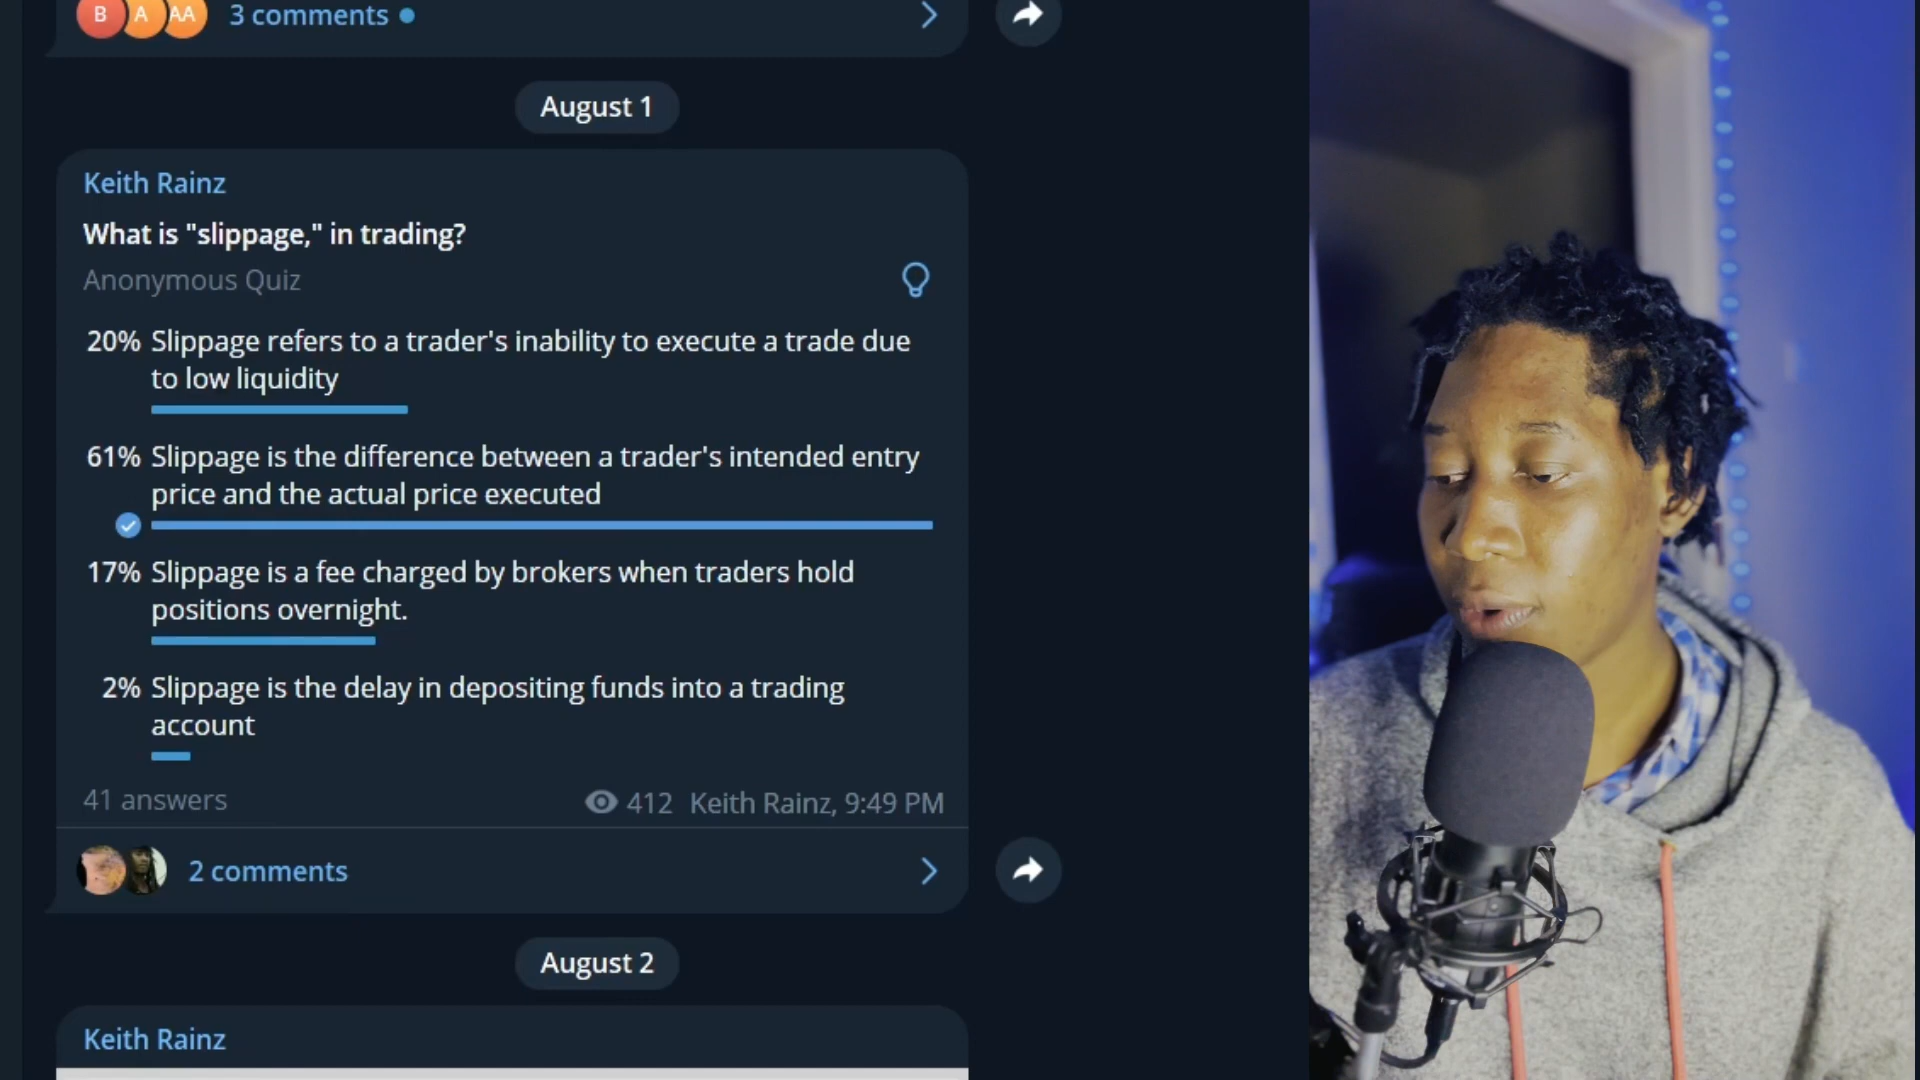 B A AA 3 comments
August 1
Keith Rainz
What is "slippage," in trading?
Anonymous Quiz
20% Slippage refers to a trader's inability to execute a trade due
to low liquidity
61% Slippage is the difference between a trader's intended entry
price and the actual price executed
17% Slippage is a fee charged by brokers when traders hold
positions overnight.
2% Slippage is the delay in depositing funds into a trading
account
41 answers 412 Keith Rainz, 9:49 PM
2 comments
August 2
Keith Rainz